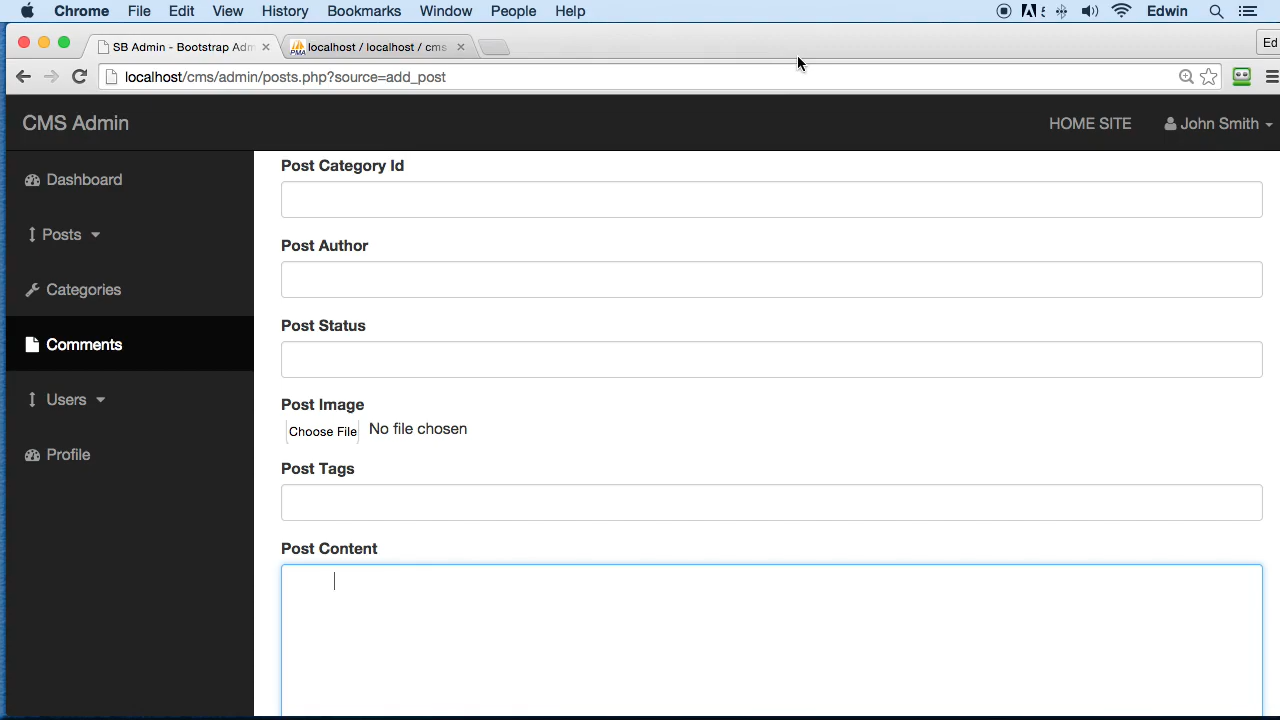 Chrome File Edit View History Bookmarks Window People Help Edwin
SB Admin - Bootstrap Adm localhost / localhost / cms Ed
localhost/cms/admin/posts.php?source=add_post
CMS Admin HOME SITE John Smith
Dashboard
Posts
Categories
Comments
Users
Profile
Post Category Id
Post Author
Post Status
Post Image
Choose File No file chosen
Post Tags
Post Content